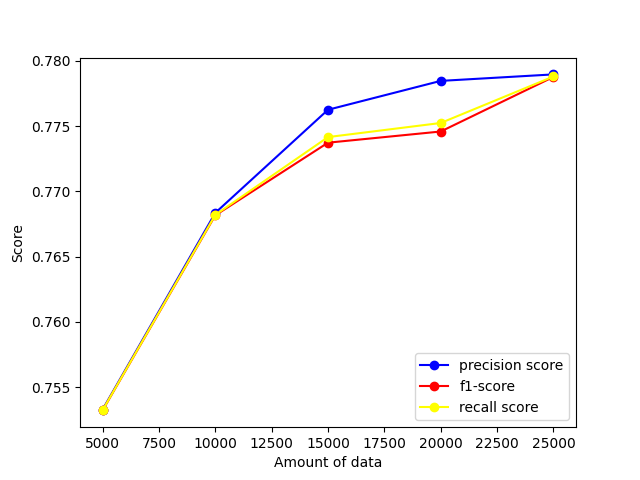 0.780
0.775
0.770
0.765
0.760
0.755
Score
5000 7500 10000 12500 15000 17500 20000 22500 25000
Amount of data
precision score
f1-score
recall score